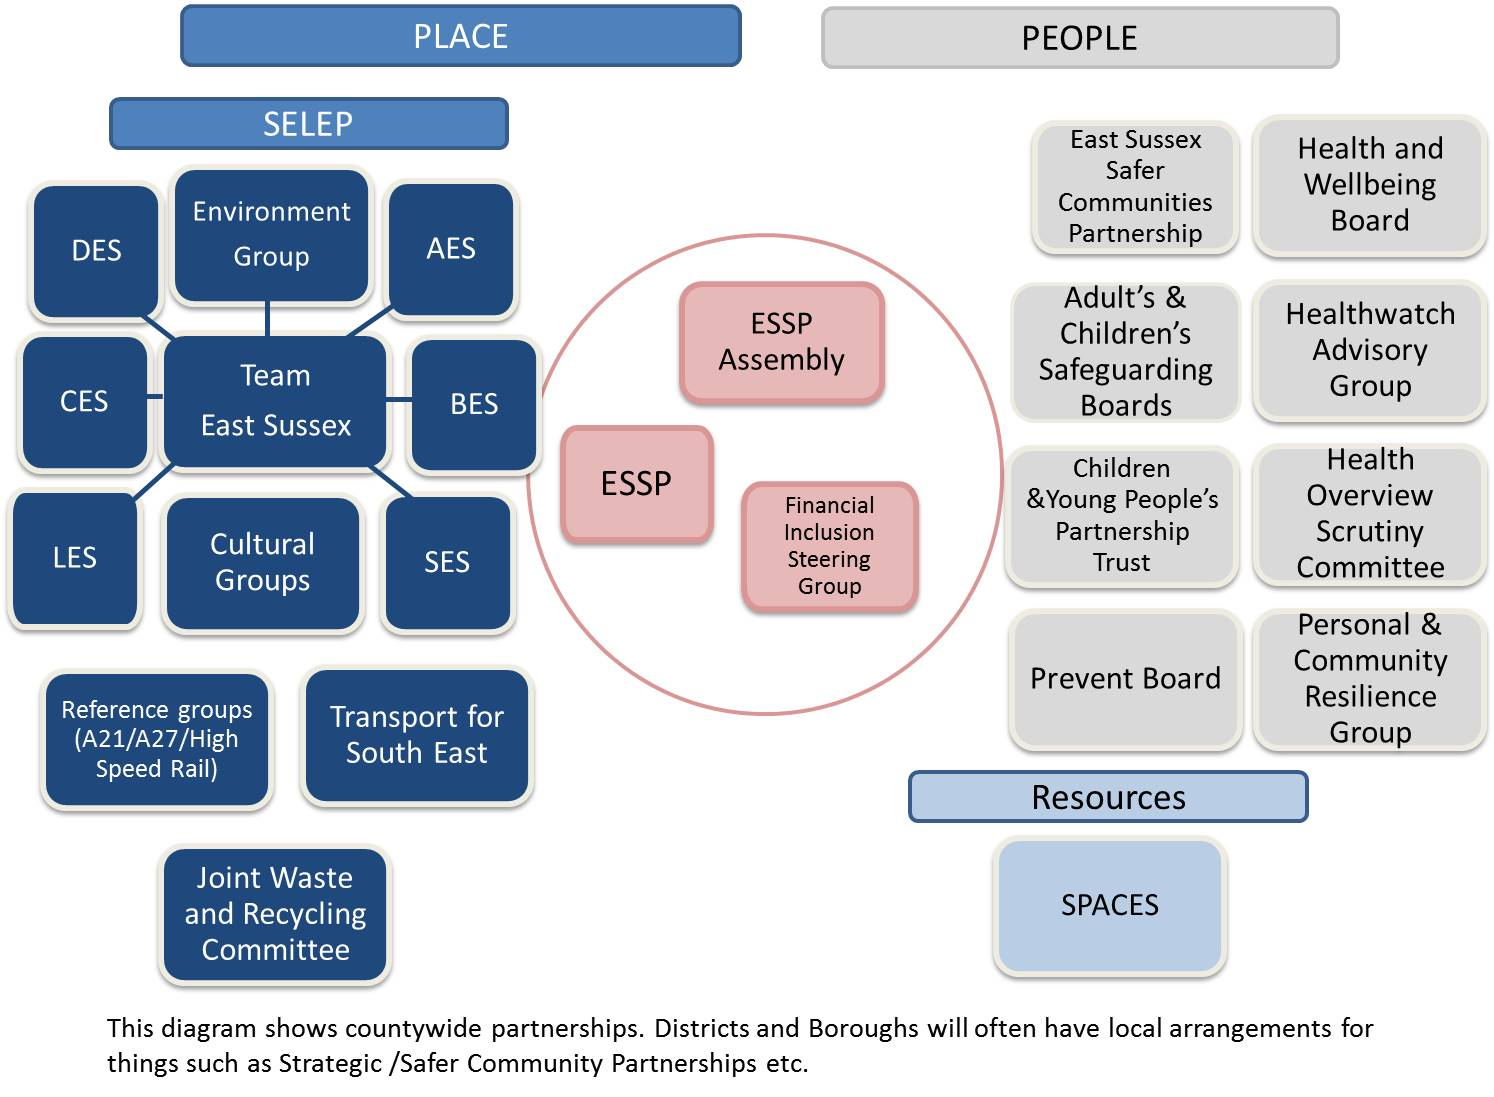 PLACE
PEOPLE
SELEP
DES
Environment
Group
AES
CES
Team
East Sussex
BES
LES
Cultural
Groups
SES
Reference groups
(A21/A27/High
Speed Rail)
Transport for
South East
Joint Waste
and Recycling
Committee
ESSP
Assembly
ESSP
Financial
Inclusion
Steering
Group
East Sussex
Safer
Communities
Partnership
Health and
Wellbeing
Board
Adult’s &
Children’s
Safeguarding
Boards
Healthwatch
Advisory
Group
Children
&Young People’s
Partnership
Trust
Health
Overview
Scrutiny
Committee
Prevent Board
Personal &
Community
Resilience
Group
Resources
SPACES
This diagram shows countywide partnerships. Districts and Boroughs will often have local arrangements for
things such as Strategic /Safer Community Partnerships etc.